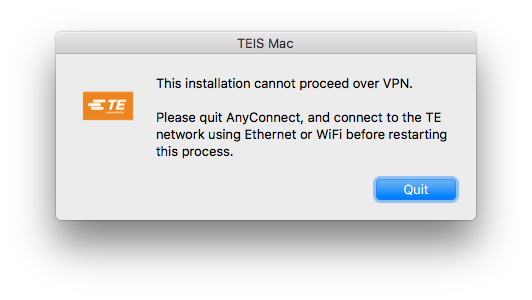 TEIS Mac
This installation cannot proceed over VPN.
TE
Please quit AnyConnect, and connect to the TE
network using Ethernet or WiFi before restarting
this process.
Quit